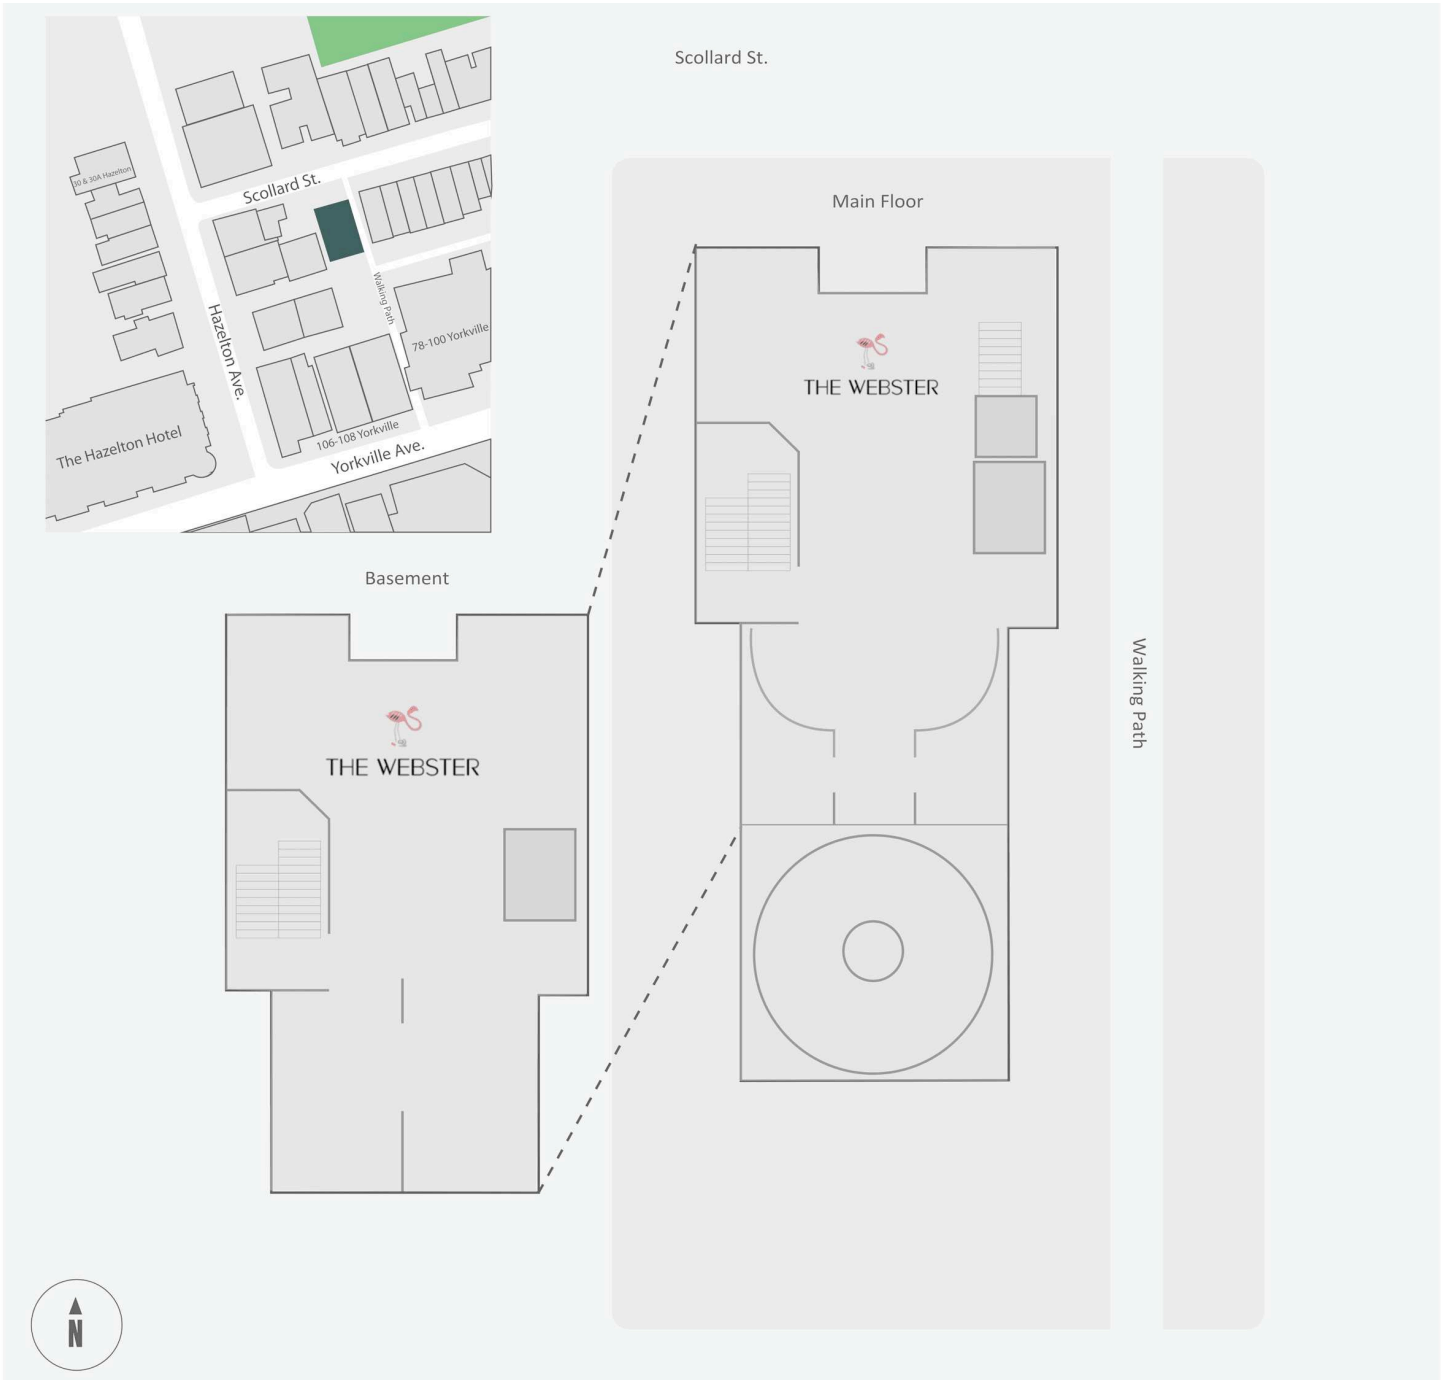 Scollard St.
30 & 30A Hazelton
Scollard St.
Walking Path
Hazelton Ave.
78-100 Yorkville
The Hazelton Hotel
106-108 Yorkville
Yorkville Ave.
Main Floor
THE WEBSTER
Basement
THE WEBSTER
Walking Path
N